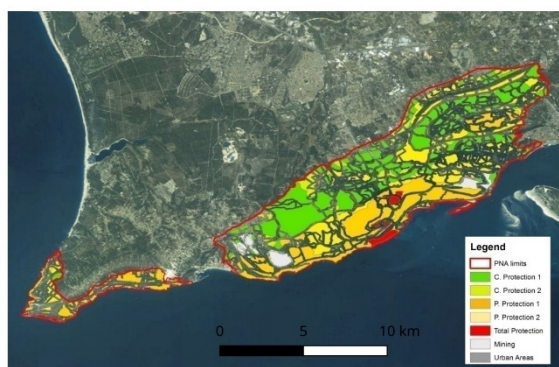 0 5 10 km
Legend
PNA limits
C. Protection 1
C. Protection 2
P. Protection 1
P. Protection 2
Total Protection
Mining
Urban Areas